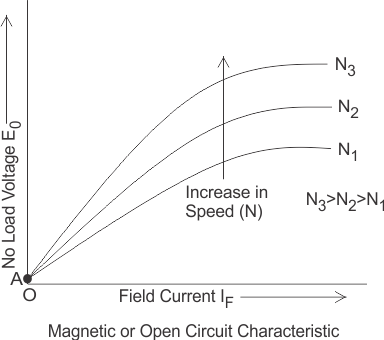 No Load Voltage E₀
N₃
N₂
N₁
Increase in
Speed (N)
N₃>N₂>N₁
A
O
Field Current I_F
Magnetic or Open Circuit Characteristic